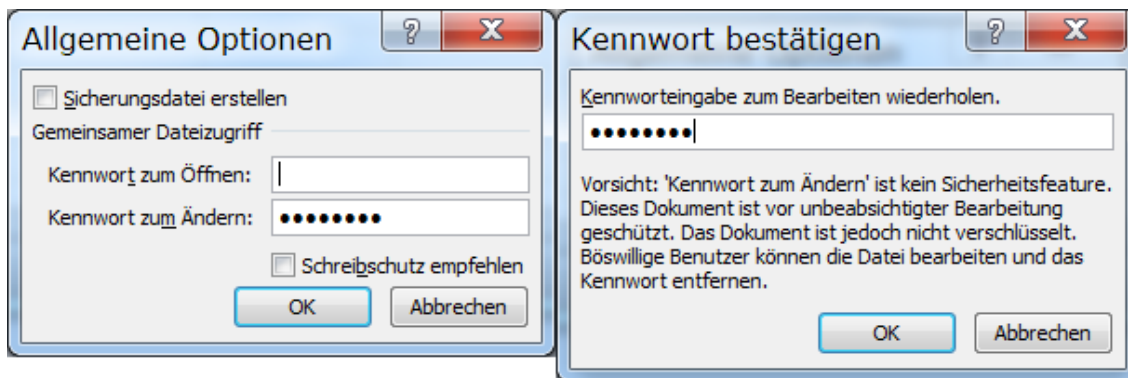 Allgemeine Optionen
Sicherungsdatei erstellen
Gemeinsamer Dateizugriff
Kennwort zum Öffnen:
Kennwort zum Ändern: ●●●●●●●●
Schreibschutz empfehlen
OK Abbrechen
Kennwort bestätigen
Kennworteingabe zum Bearbeiten wiederholen.
●●●●●●●●
Vorsicht: 'Kennwort zum Ändern' ist kein Sicherheitsfeature.
Dieses Dokument ist vor unbeabsichtigter Bearbeitung
geschützt. Das Dokument ist jedoch nicht verschlüsselt.
Böswillige Benutzer können die Datei bearbeiten und das
Kennwort entfernen.
OK Abbrechen